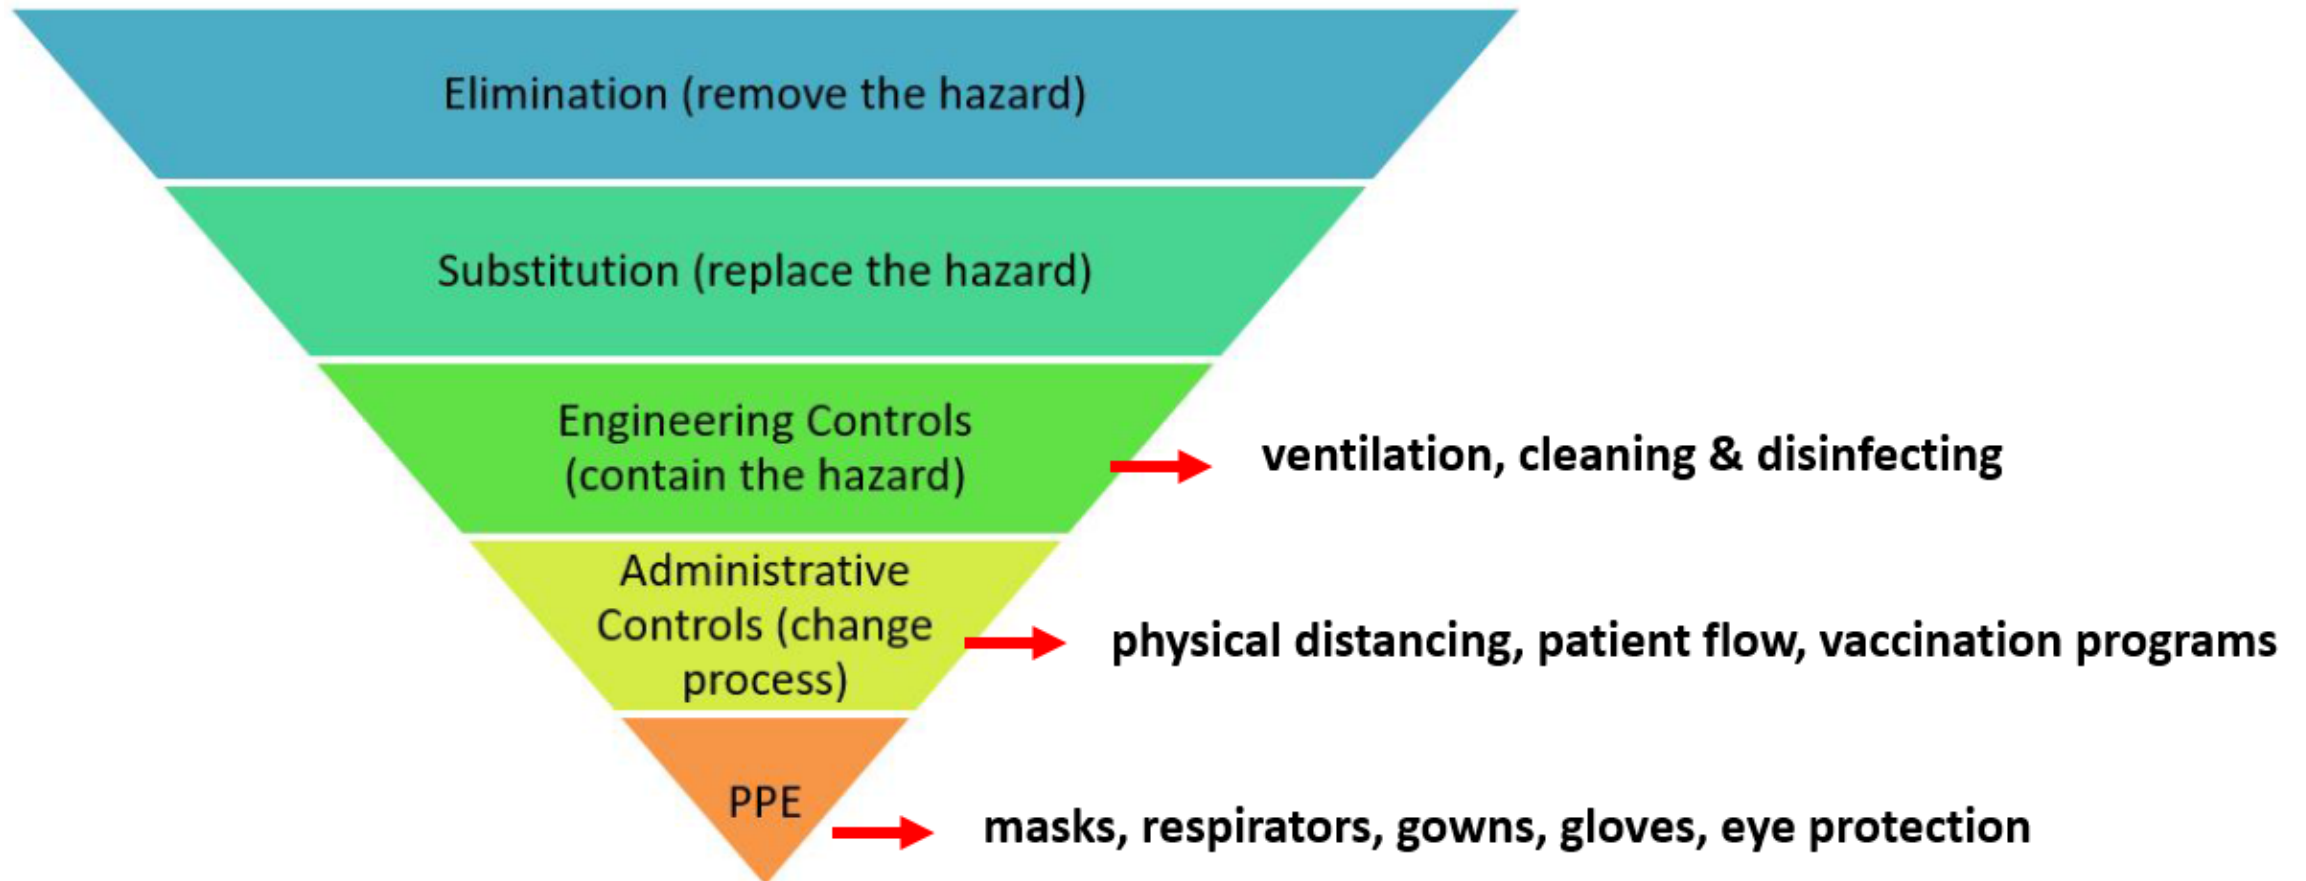 Elimination (remove the hazard)
Substitution (replace the hazard)
Engineering Controls
(contain the hazard)
ventilation, cleaning & disinfecting
Administrative
Controls (change
process)
physical distancing, patient flow, vaccination programs
PPE
masks, respirators, gowns, gloves, eye protection